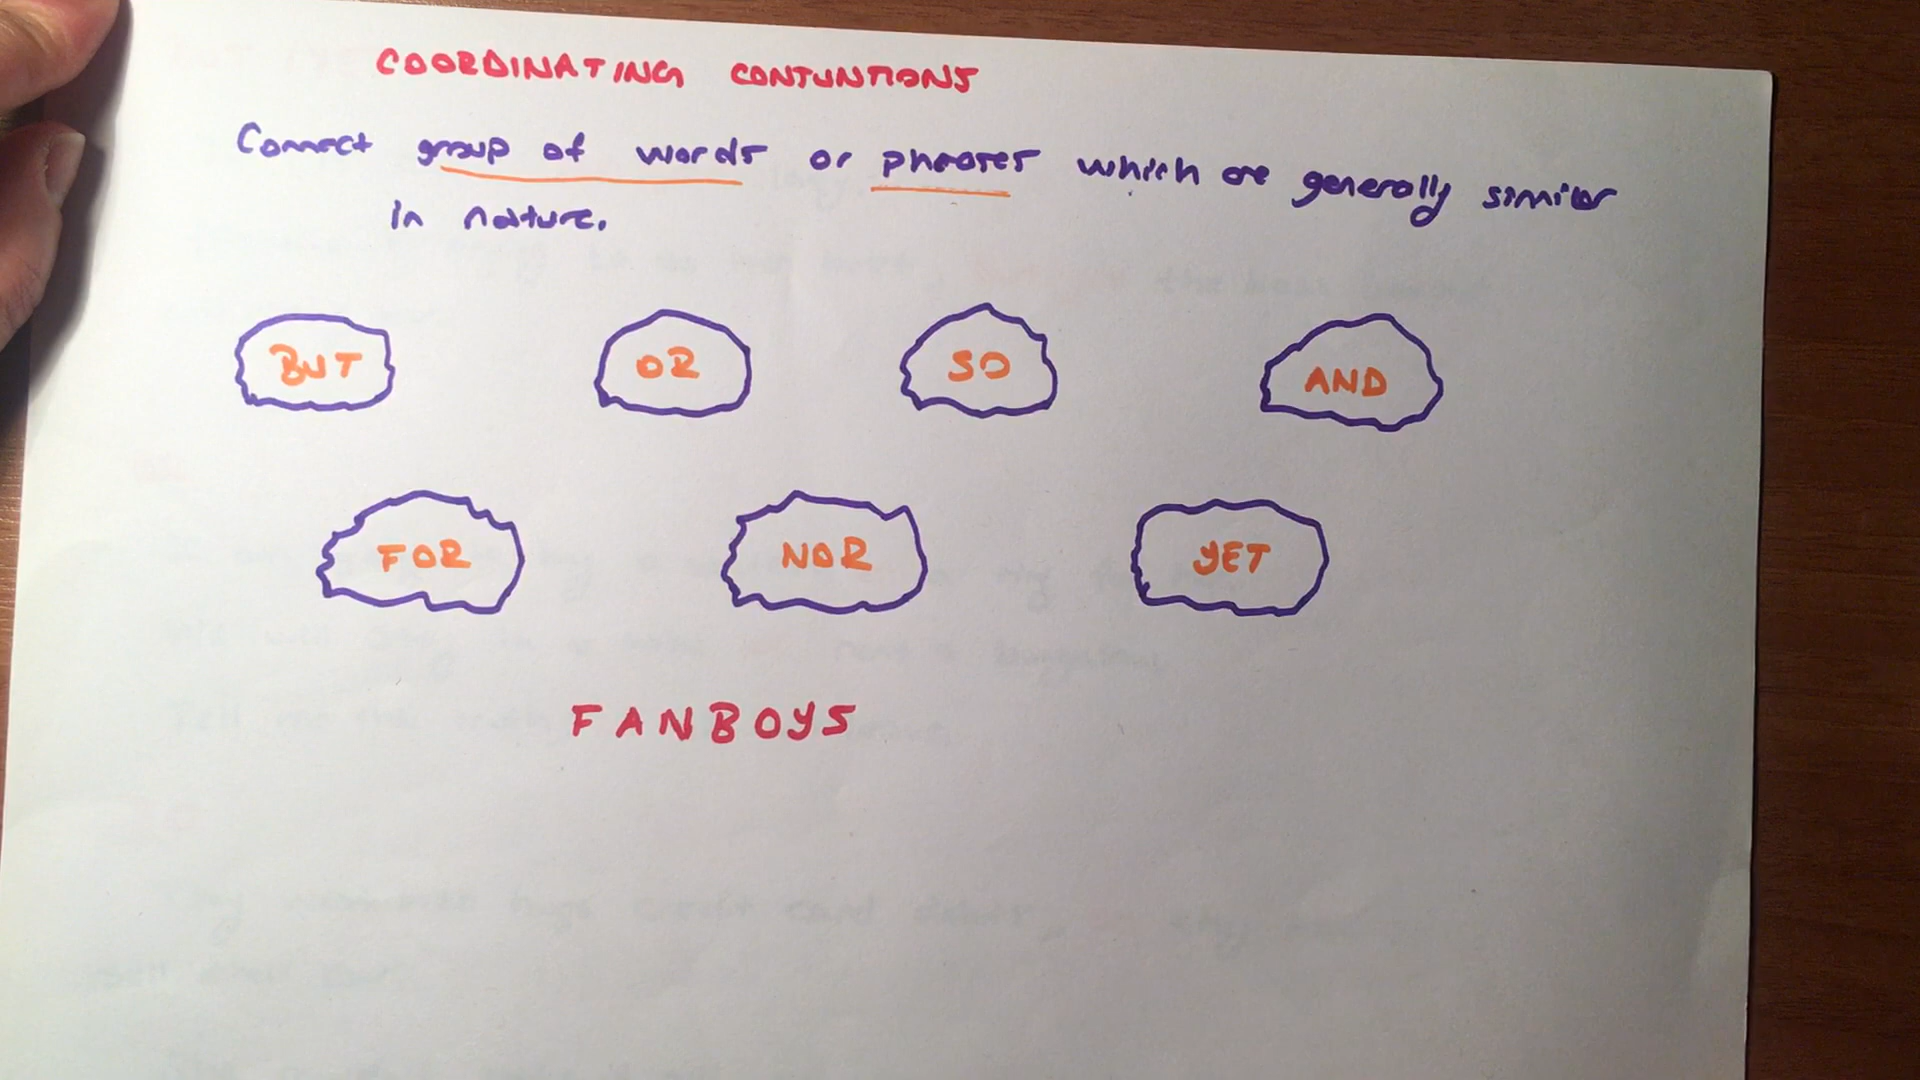 COORDINATING CONJUNTIONS
Connect group of words or phrases which are generally similar
in nature.
BUT OR SO AND
FOR NOR YET
FANBOYS